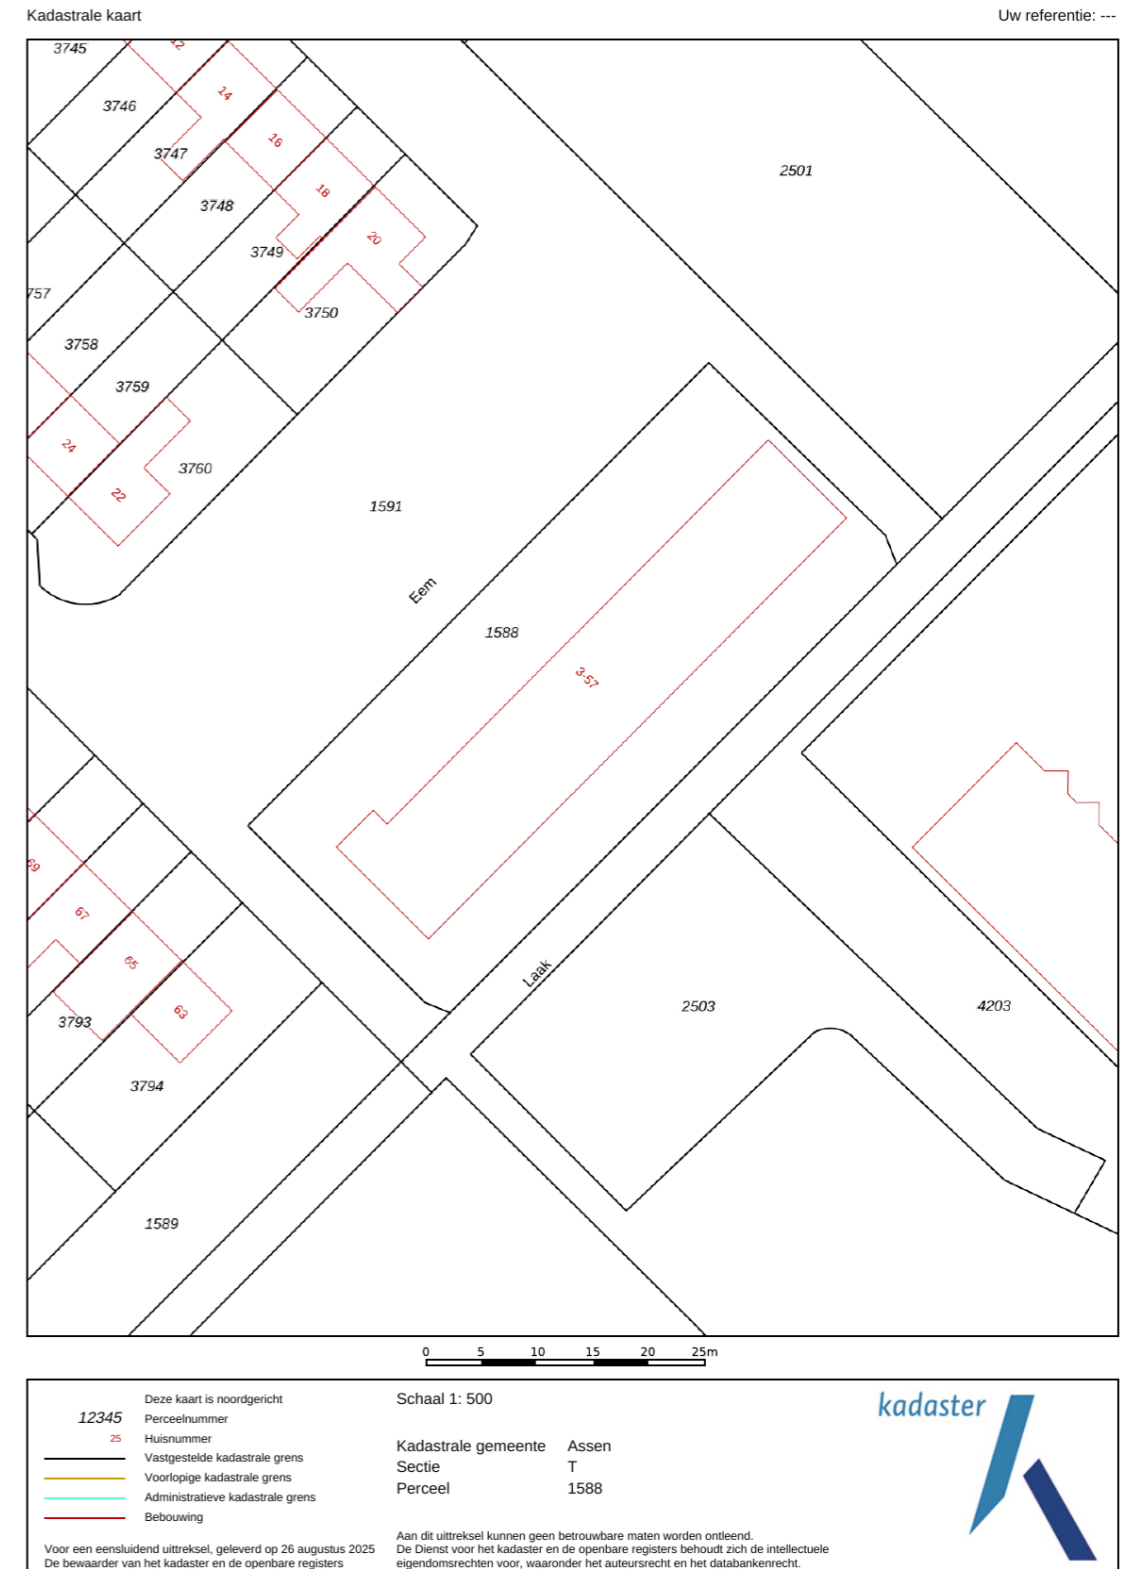 Kadastrale kaart
Uw referentie: ---
3745
12
14
3746
16
3747
2501
18
3748
20
3749
757
3750
3758
3759
24
3760
22
1591
Eem
1588
3-57
69
67
65
Laak
63
3793
2503
4203
3794
1589
0 5 10 15 20 25m
Deze kaart is noordgericht
12345 Perceelnummer
25 Huisnummer
Vastgestelde kadastrale grens
Voorlopige kadastrale grens
Administratieve kadastrale grens
Bebouwing
Voor een eensluidend uittreksel, geleverd op 26 augustus 2025
De bewaarder van het kadaster en de openbare registers
Schaal 1: 500
Kadastrale gemeente Assen
Sectie T
Perceel 1588
Aan dit uittreksel kunnen geen betrouwbare maten worden ontleend.
De Dienst voor het kadaster en de openbare registers behoudt zich de intellectuele
eigendomsrechten voor, waaronder het auteursrecht en het databankenrecht.
kadaster